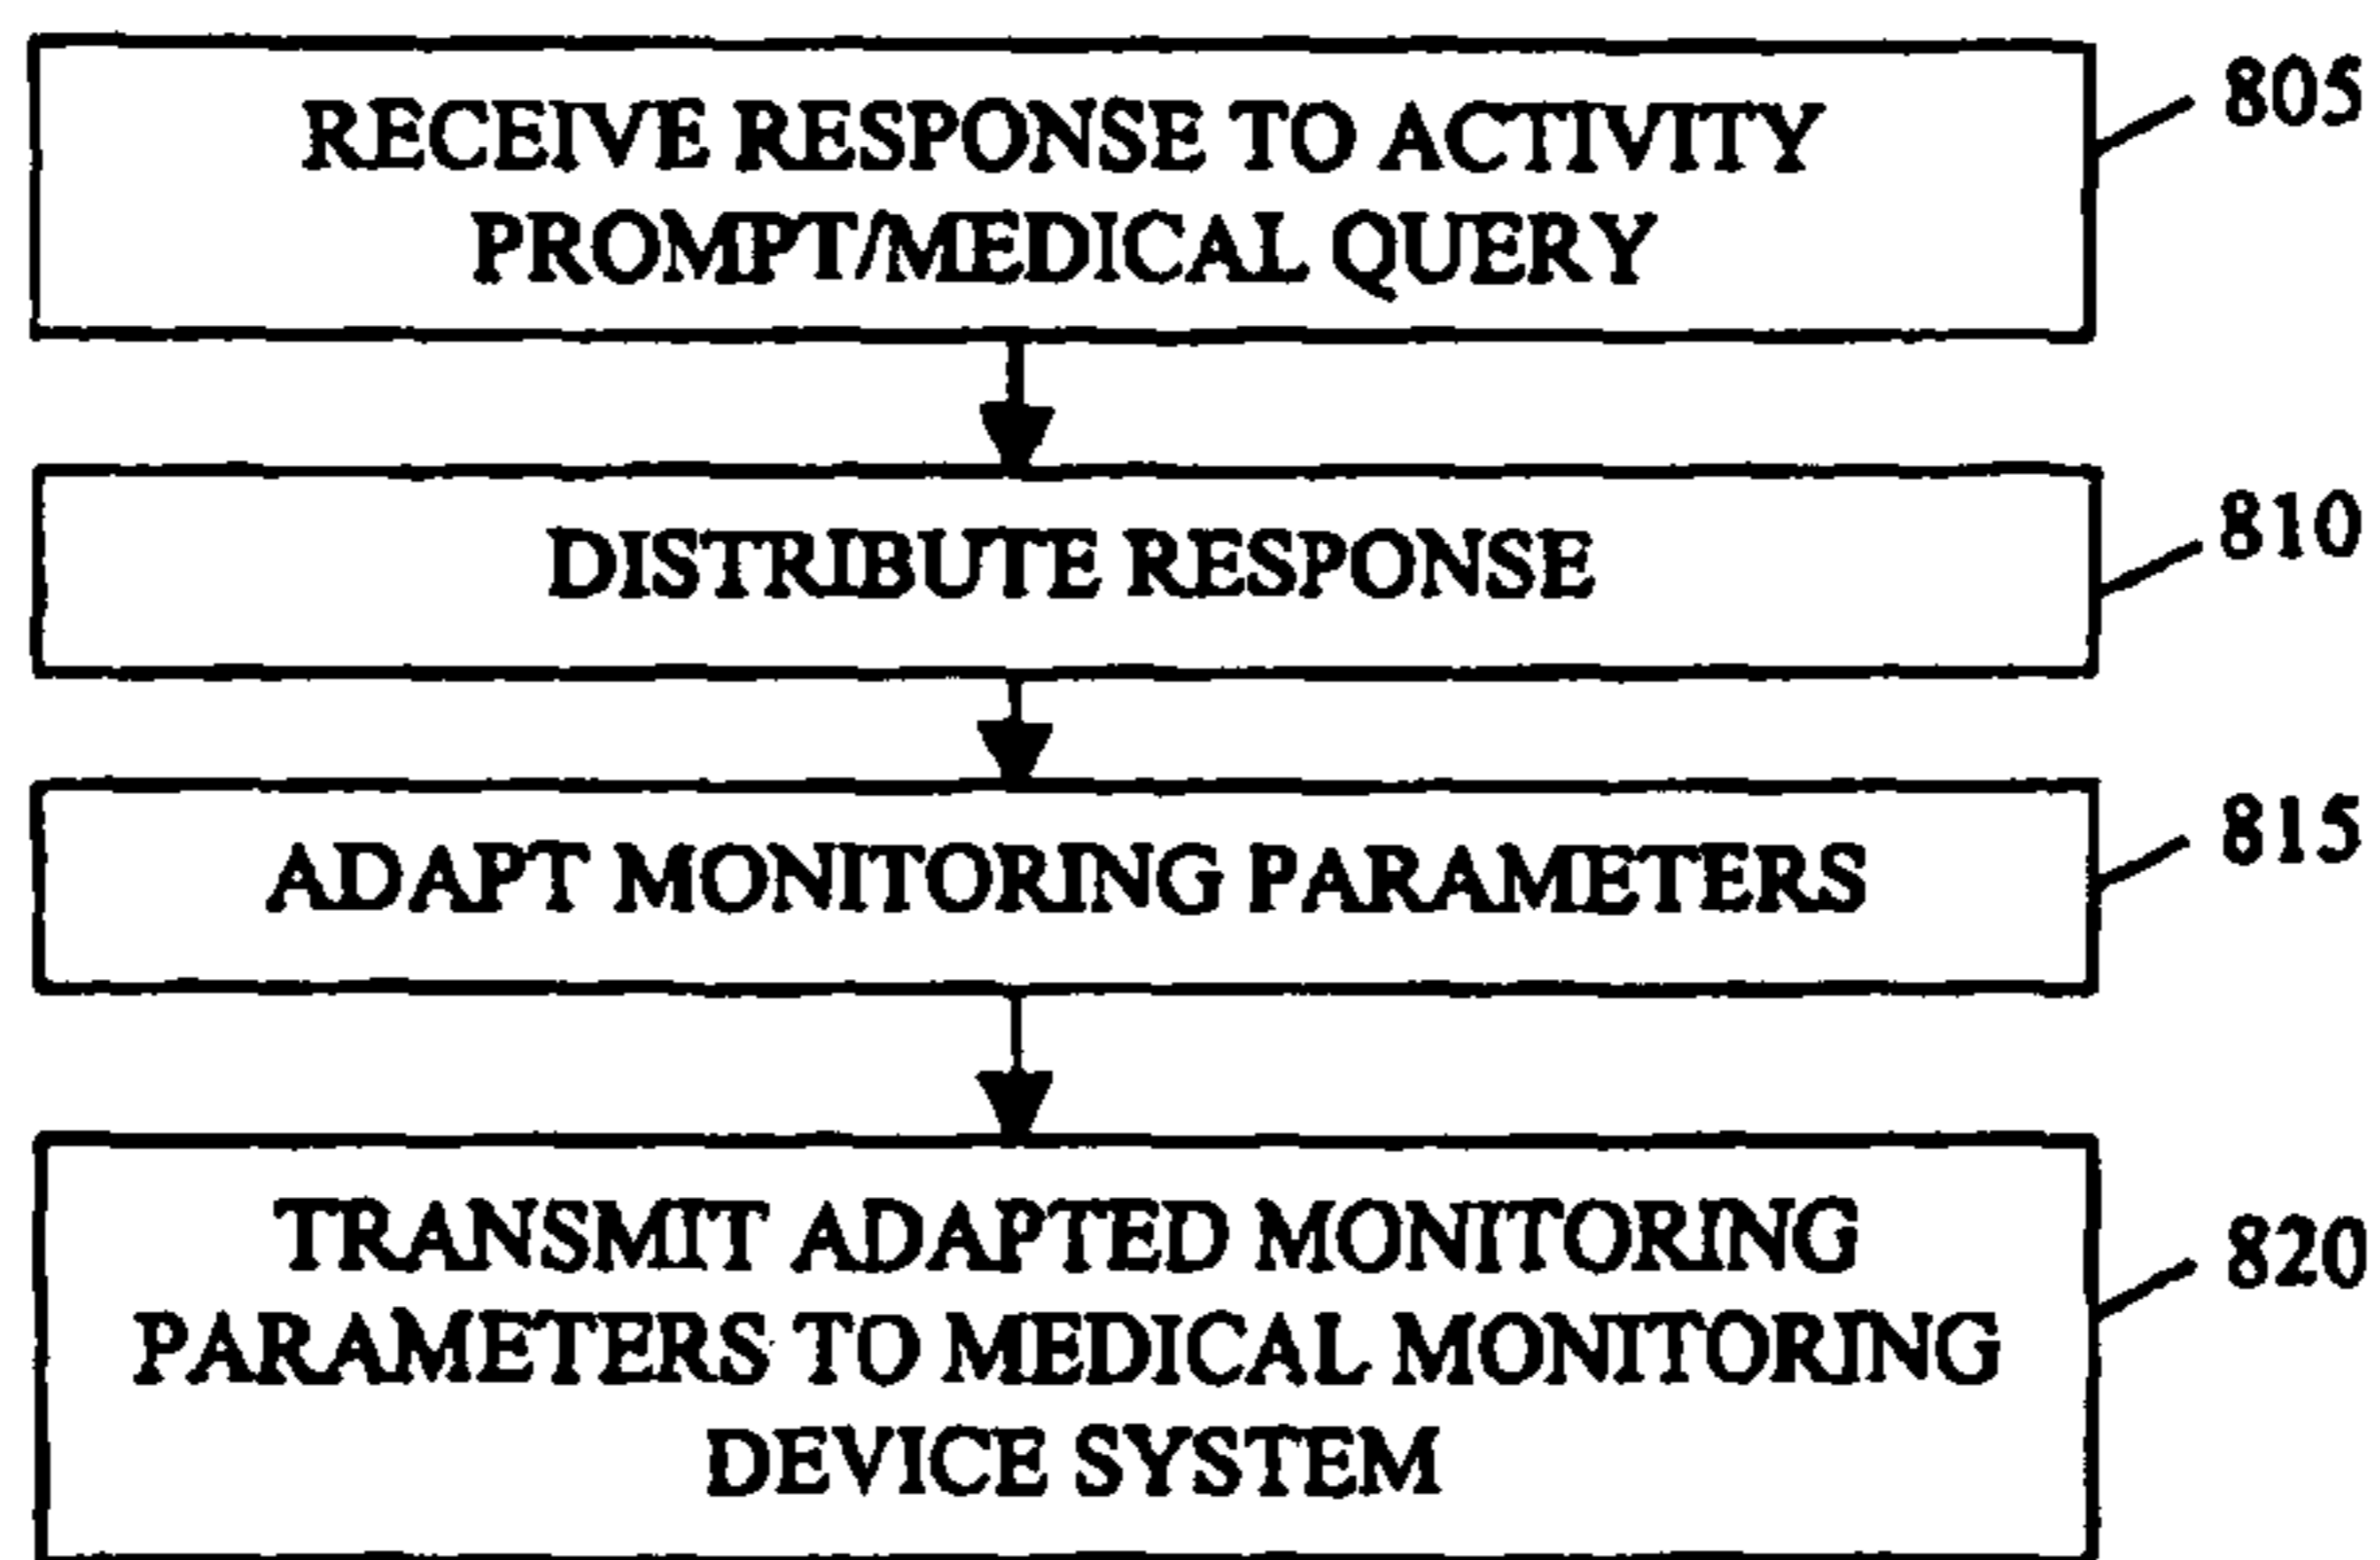 RECEIVE RESPONSE TO ACTIVITY
PROMPT/MEDICAL QUERY
805
DISTRIBUTE RESPONSE
810
ADAPT MONITORING PARAMETERS
815
TRANSMIT ADAPTED MONITORING
PARAMETERS TO MEDICAL MONITORING
DEVICE SYSTEM
820